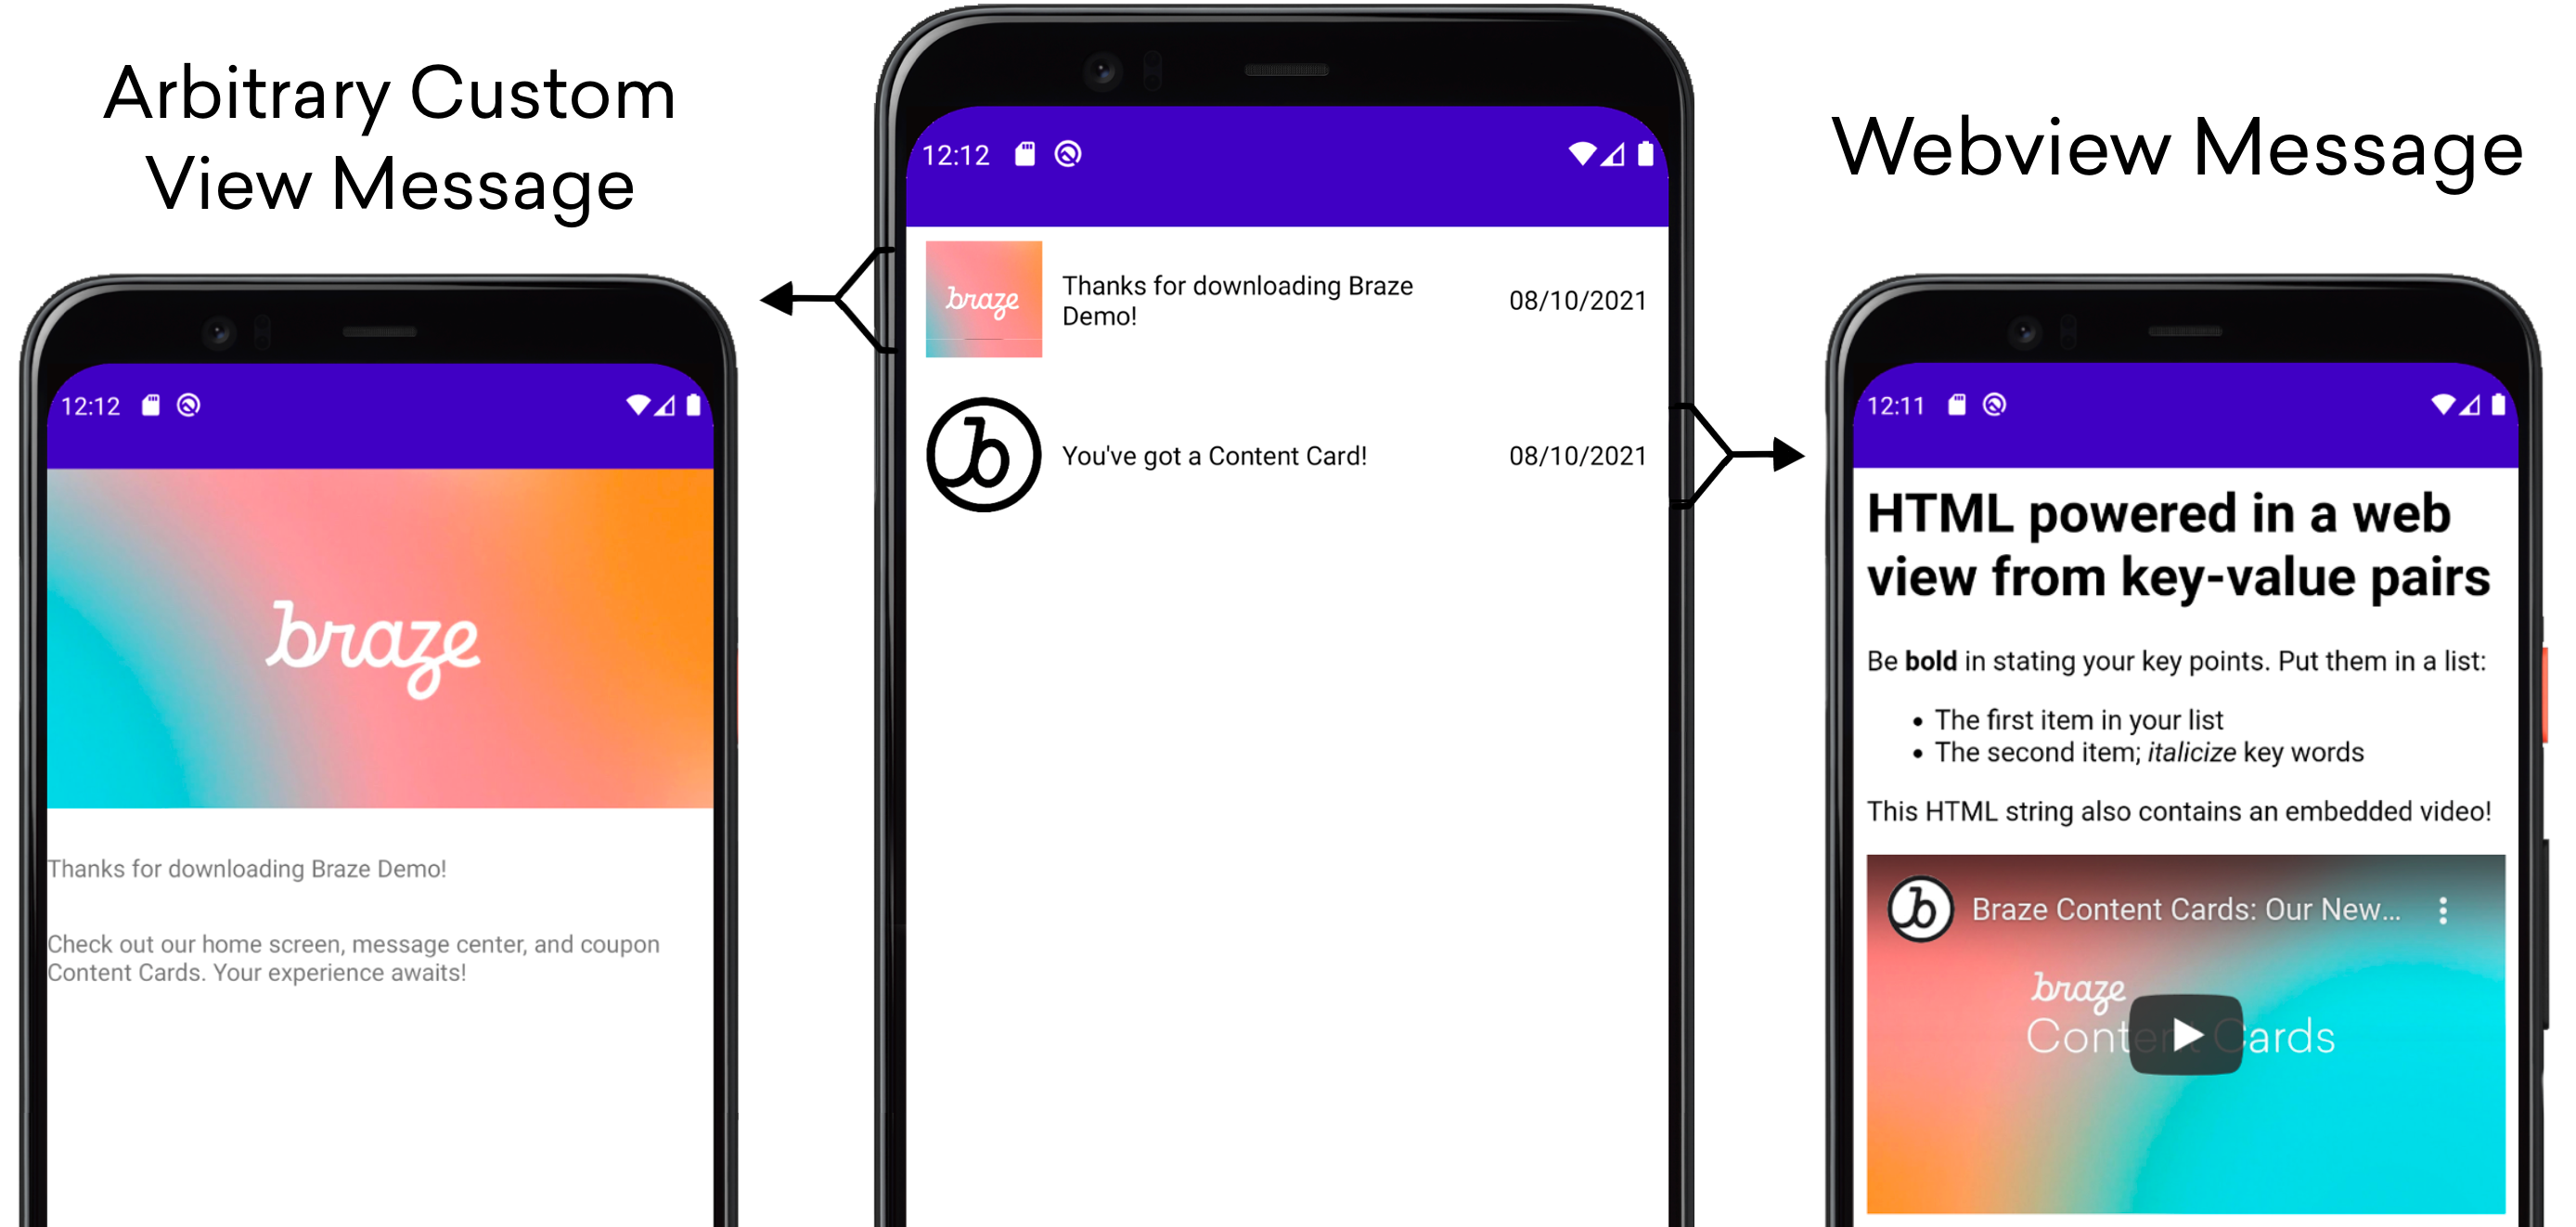 Arbitrary Custom
View Message
12:12
braze
Thanks for downloading Braze Demo!
Check out our home screen, message center, and coupon
Content Cards. Your experience awaits!
12:12
braze
Thanks for downloading Braze
Demo!
08/10/2021
b
You've got a Content Card!
08/10/2021
Webview Message
12:11
HTML powered in a web
view from key-value pairs
Be bold in stating your key points. Put them in a list:
• The first item in your list
• The second item; italicize key words
This HTML string also contains an embedded video!
b
Braze Content Cards: Our New...
braze
Content Cards